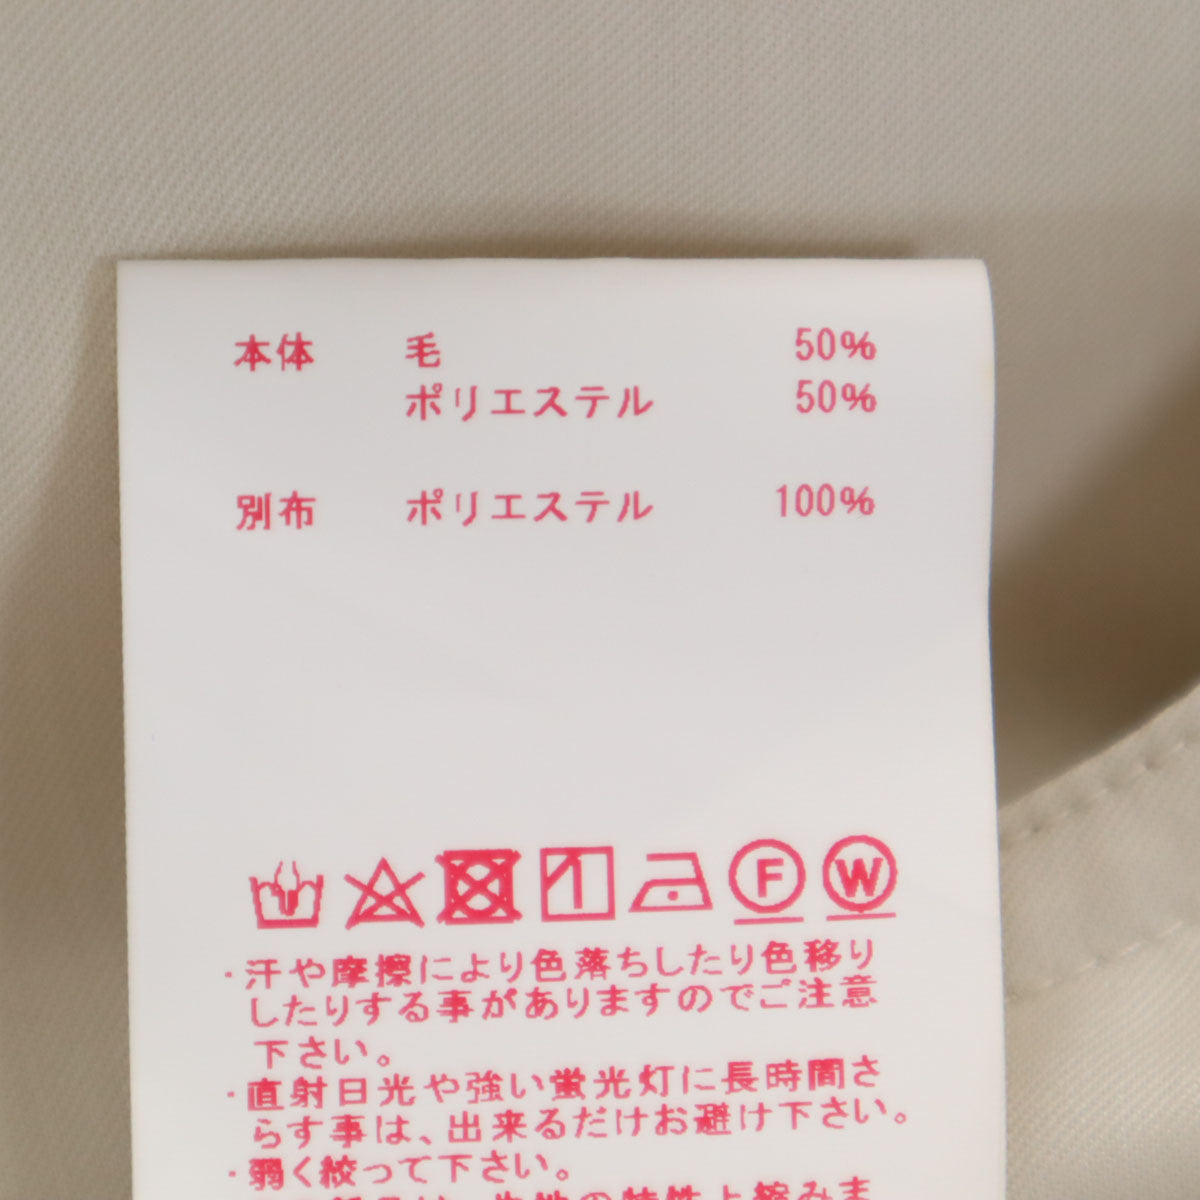 本体 毛 50%
ポリエステル 50%
別布 ポリエステル 100%
F W
・汗や摩擦により色落ちしたり色移り
したりする事がありますのでご注意
下さい。
・直射日光や強い蛍光灯に長時間さ
らす事は、出来るだけお避け下さい。
・弱く絞って下さい。